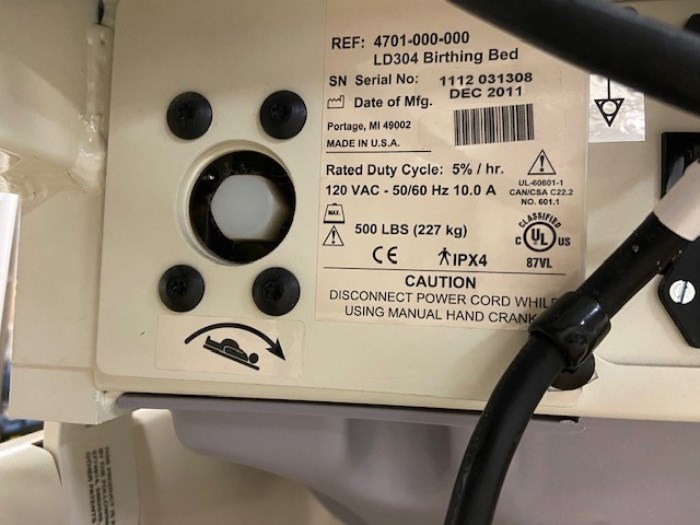 REF: 4701-000-000
LD304 Birthing Bed
SN Serial No: 1112 031308
Date of Mfg. DEC 2011
Portage, MI 49002
MADE IN U.S.A.
Rated Duty Cycle: 5% / hr.
120 VAC - 50/60 Hz 10.0 A
UL-60601-1
CAN/CSA C22.2
NO. 601.1
MAX.
500 LBS (227 kg)
CE
IPX4
CLASSIFIED
C UL US
87VL
CAUTION
DISCONNECT POWER CORD WHILE
USING MANUAL HAND CRANK